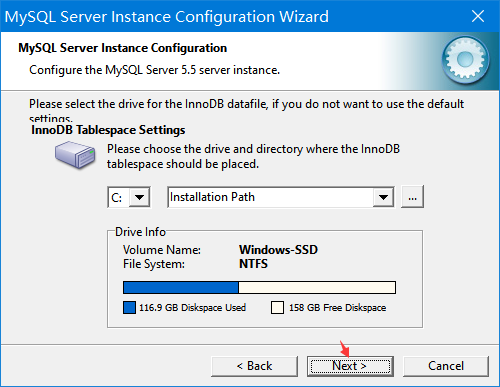 MySQL Server Instance Configuration Wizard
MySQL Server Instance Configuration
Configure the MySQL Server 5.5 server instance.
Please select the drive for the InnoDB datafile, if you do not want to use the default
settings.
InnoDB Tablespace Settings
Please choose the drive and directory where the InnoDB
tablespace should be placed.
C: Installation Path ...
Drive Info
Volume Name: Windows-SSD
File System: NTFS
116.9 GB Diskspace Used 158 GB Free Diskspace
< Back Next > Cancel